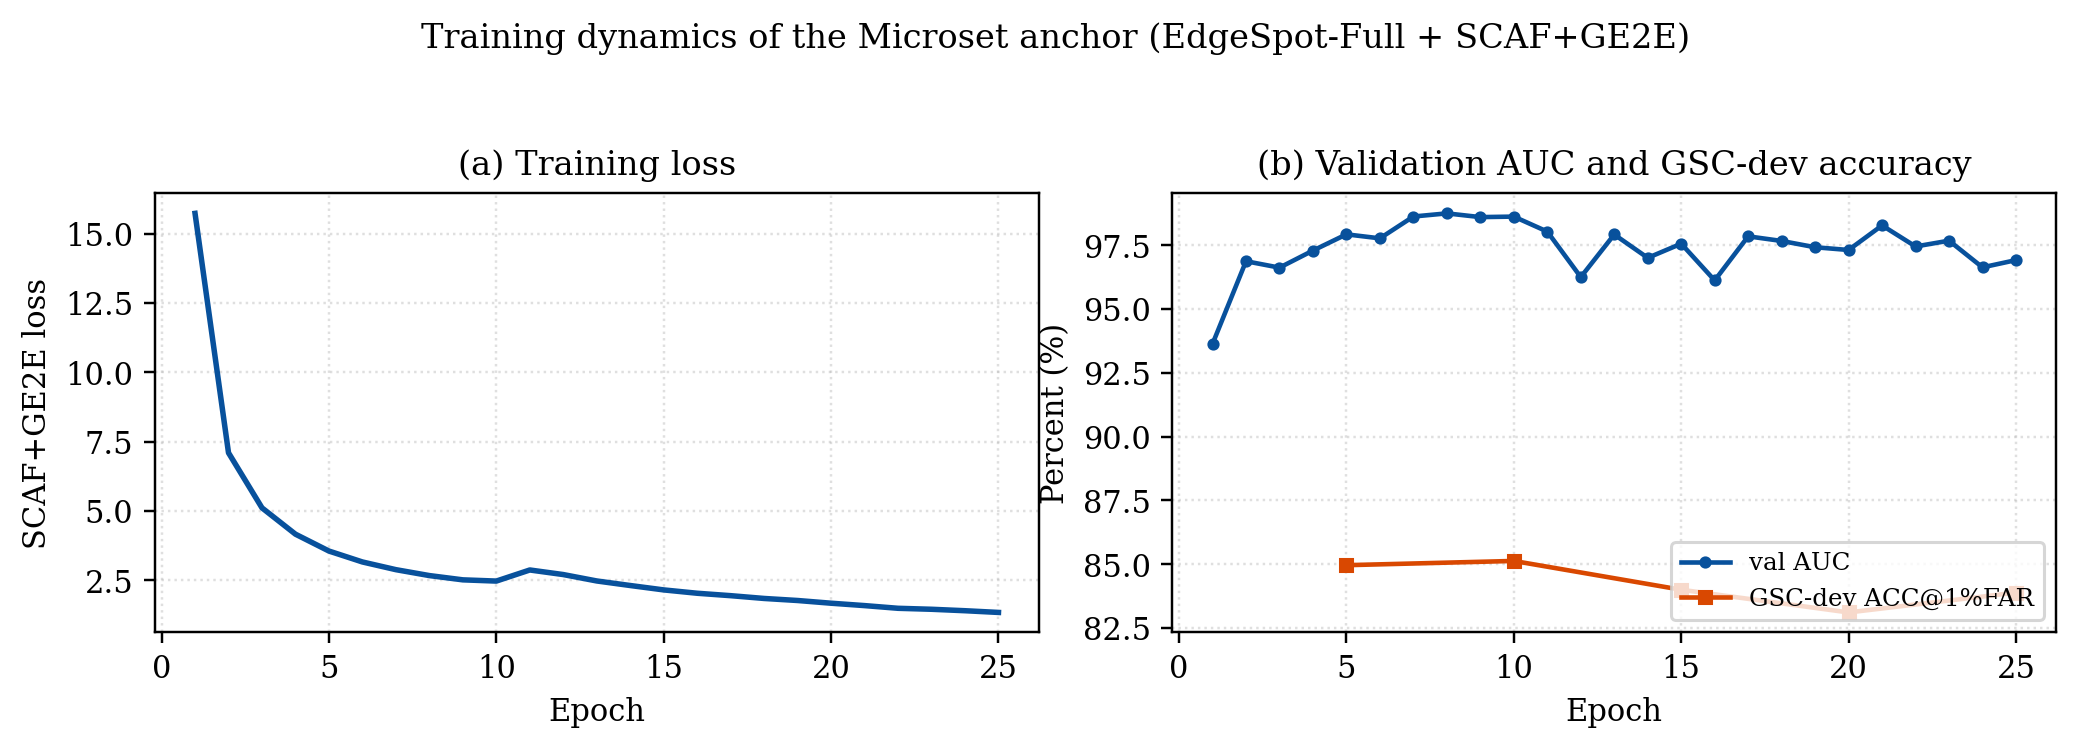 Training dynamics of the Microset anchor (EdgeSpot-Full + SCAF+GE2E)
(a) Training loss
SCAF+GE2E loss
15.0
12.5
10.0
7.5
5.0
2.5
0 5 10 15 20 25
Epoch
(b) Validation AUC and GSC-dev accuracy
Percent (%)
97.5
95.0
92.5
90.0
87.5
85.0
82.5
val AUC
GSC-dev ACC@1%FAR
0 5 10 15 20 25
Epoch